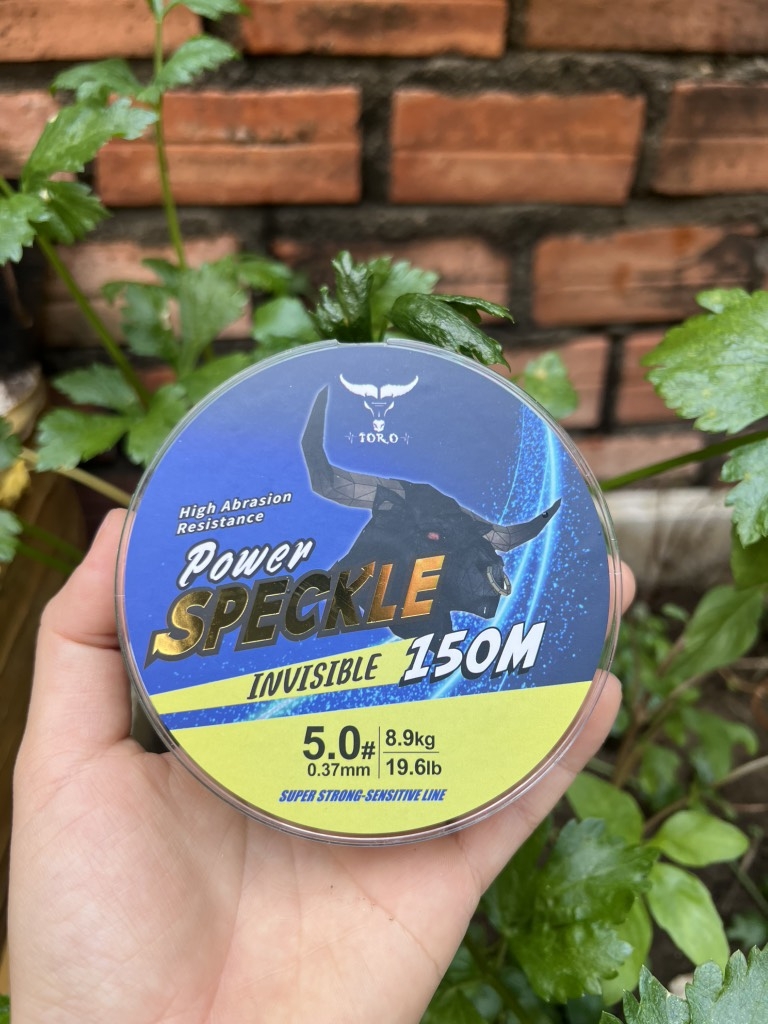 TORO
High Abrasion
Resistance
Power
SPECKLE
INVISIBLE 150M
5.0# 8.9kg
0.37mm 19.6lb
SUPER STRONG-SENSITIVE LINE